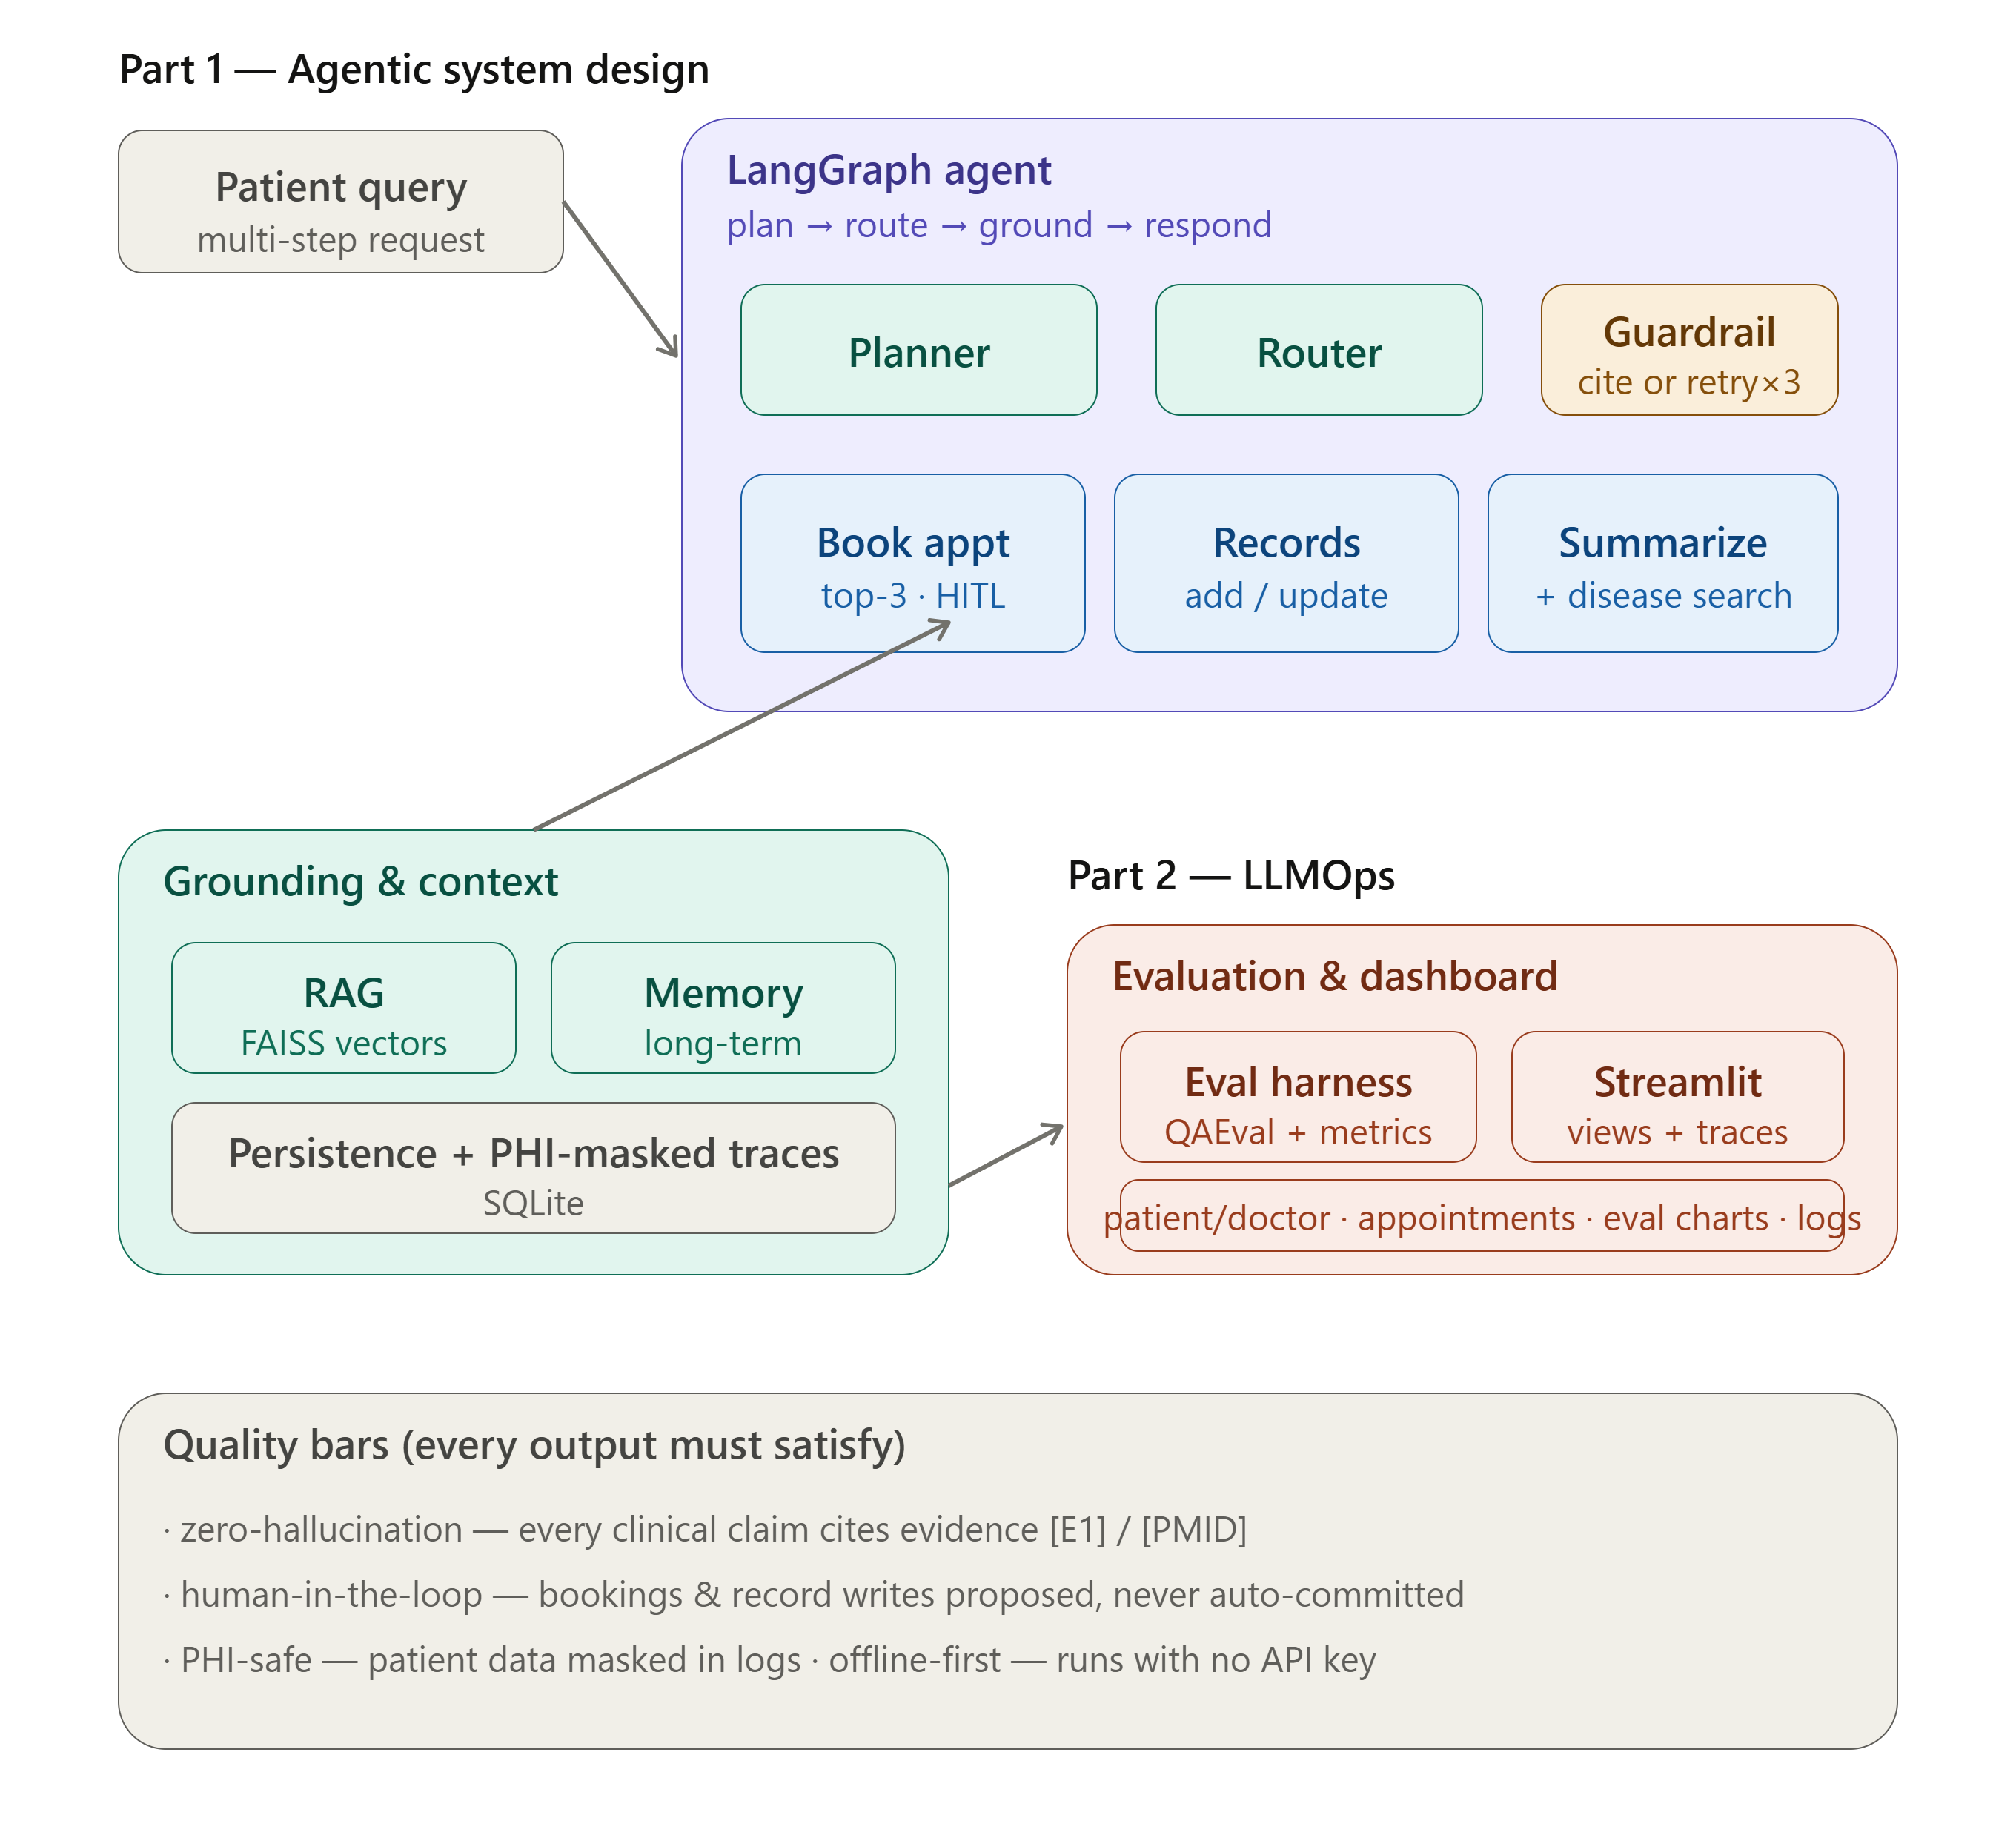 Part 1 — Agentic system design
Patient query
multi-step request
LangGraph agent
plan → route → ground → respond
Planner
Router
Guardrail
cite or retry×3
Book appt
top-3 · HITL
Records
add / update
Summarize
+ disease search
Grounding & context
RAG
FAISS vectors
Memory
long-term
Persistence + PHI-masked traces
SQLite
Part 2 — LLMOps
Evaluation & dashboard
Eval harness
QAEval + metrics
Streamlit
views + traces
patient/doctor · appointments · eval charts · logs
Quality bars (every output must satisfy)
· zero-hallucination — every clinical claim cites evidence [E1] / [PMID]
· human-in-the-loop — bookings & record writes proposed, never auto-committed
· PHI-safe — patient data masked in logs · offline-first — runs with no API key